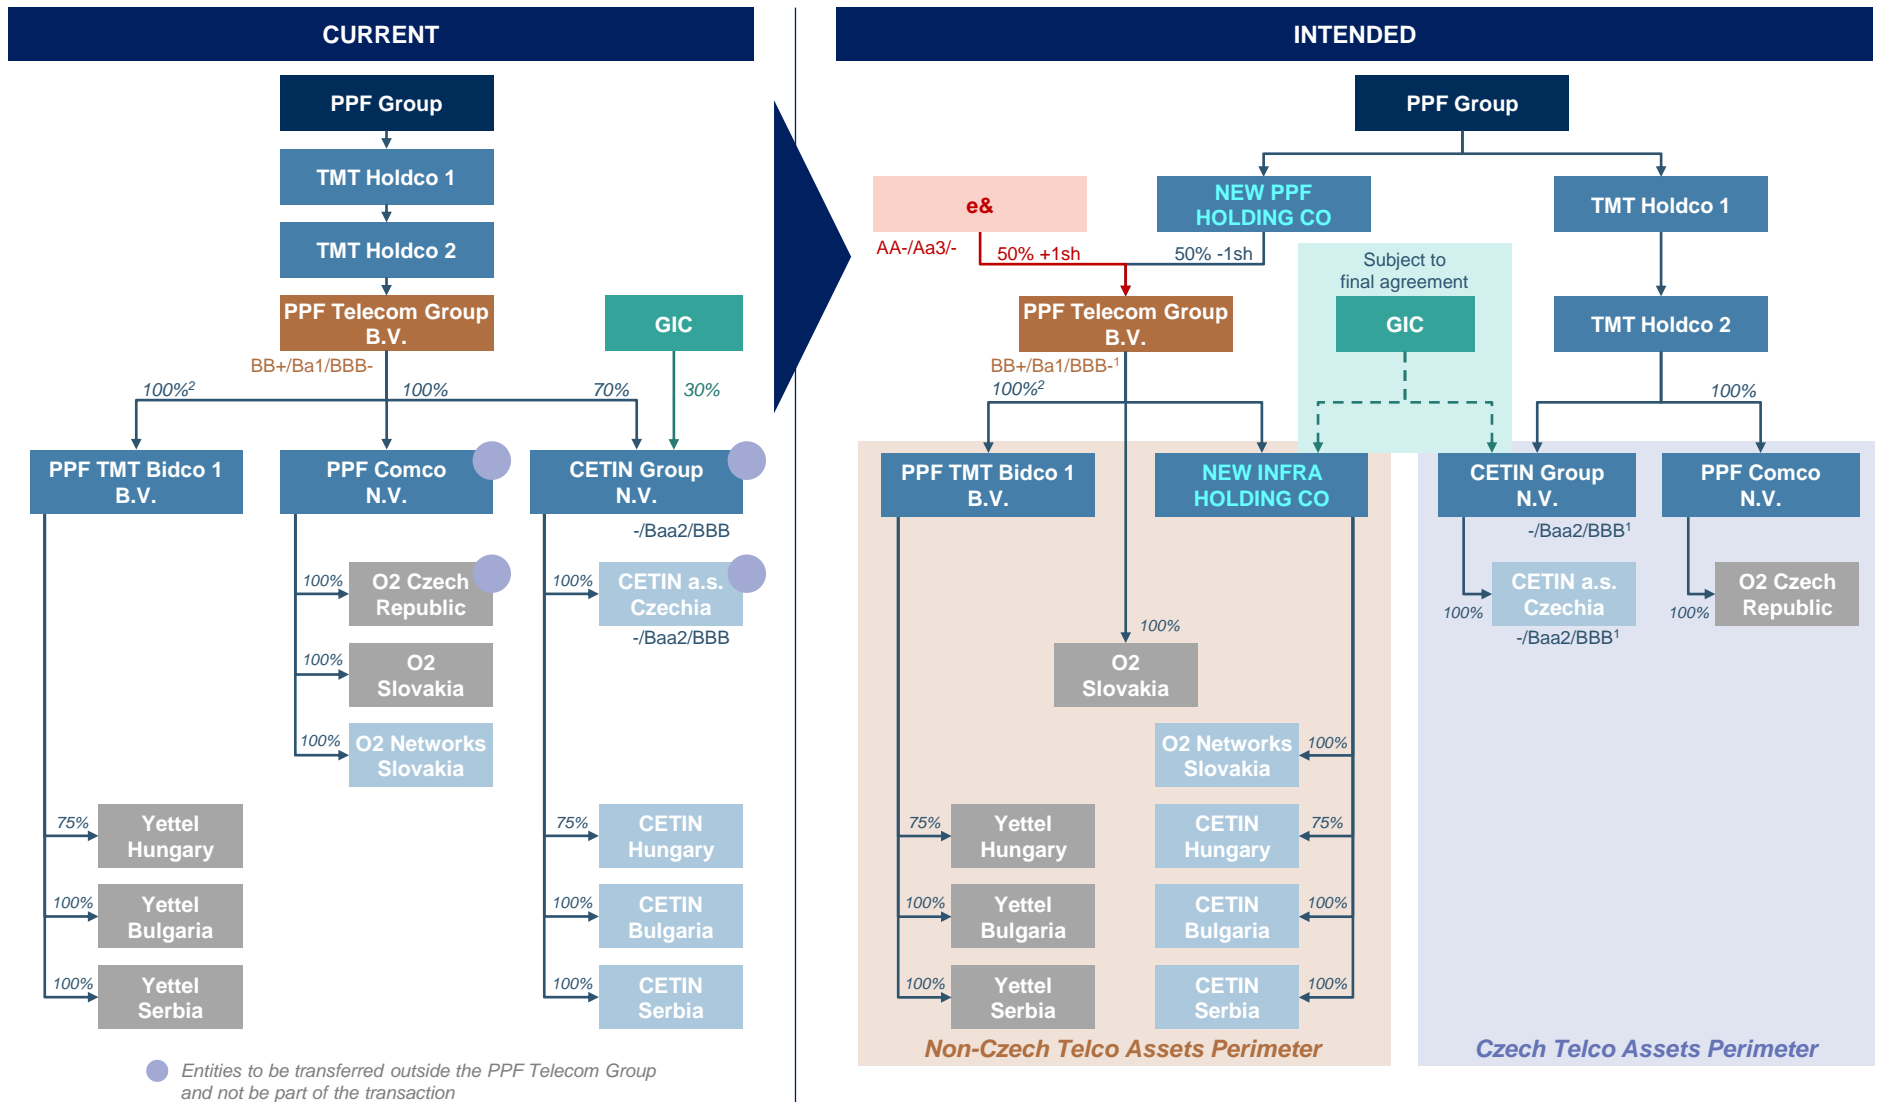 CURRENT
PPF Group
TMT Holdco 1
TMT Holdco 2
PPF Telecom Group
B.V.
GIC
BB+/Ba1/BBB-
100%²
100%
70%
30%
PPF TMT Bidco 1
B.V.
PPF Comco
N.V.
CETIN Group
N.V.
-/Baa2/BBB
100%
O2 Czech
Republic
100%
CETIN a.s.
Czechia
-/Baa2/BBB
100%
O2
Slovakia
100%
O2 Networks
Slovakia
75%
Yettel
Hungary
75%
CETIN
Hungary
100%
Yettel
Bulgaria
100%
CETIN
Bulgaria
100%
Yettel
Serbia
100%
CETIN
Serbia
Entities to be transferred outside the PPF Telecom Group
and not be part of the transaction
INTENDED
PPF Group
e&
NEW PPF
HOLDING CO
TMT Holdco 1
AA-/Aa3/-
50% +1sh
50% -1sh
Subject to
final agreement
PPF Telecom Group
B.V.
GIC
TMT Holdco 2
BB+/Ba1/BBB-¹
100%²
100%
PPF TMT Bidco 1
B.V.
NEW INFRA
HOLDING CO
CETIN Group
N.V.
PPF Comco
N.V.
-/Baa2/BBB¹
100%
CETIN a.s.
Czechia
100%
O2 Czech
Republic
-/Baa2/BBB¹
100%
O2
Slovakia
O2 Networks
Slovakia
100%
75%
Yettel
Hungary
CETIN
Hungary
75%
100%
Yettel
Bulgaria
CETIN
Bulgaria
100%
100%
Yettel
Serbia
CETIN
Serbia
100%
Non-Czech Telco Assets Perimeter
Czech Telco Assets Perimeter